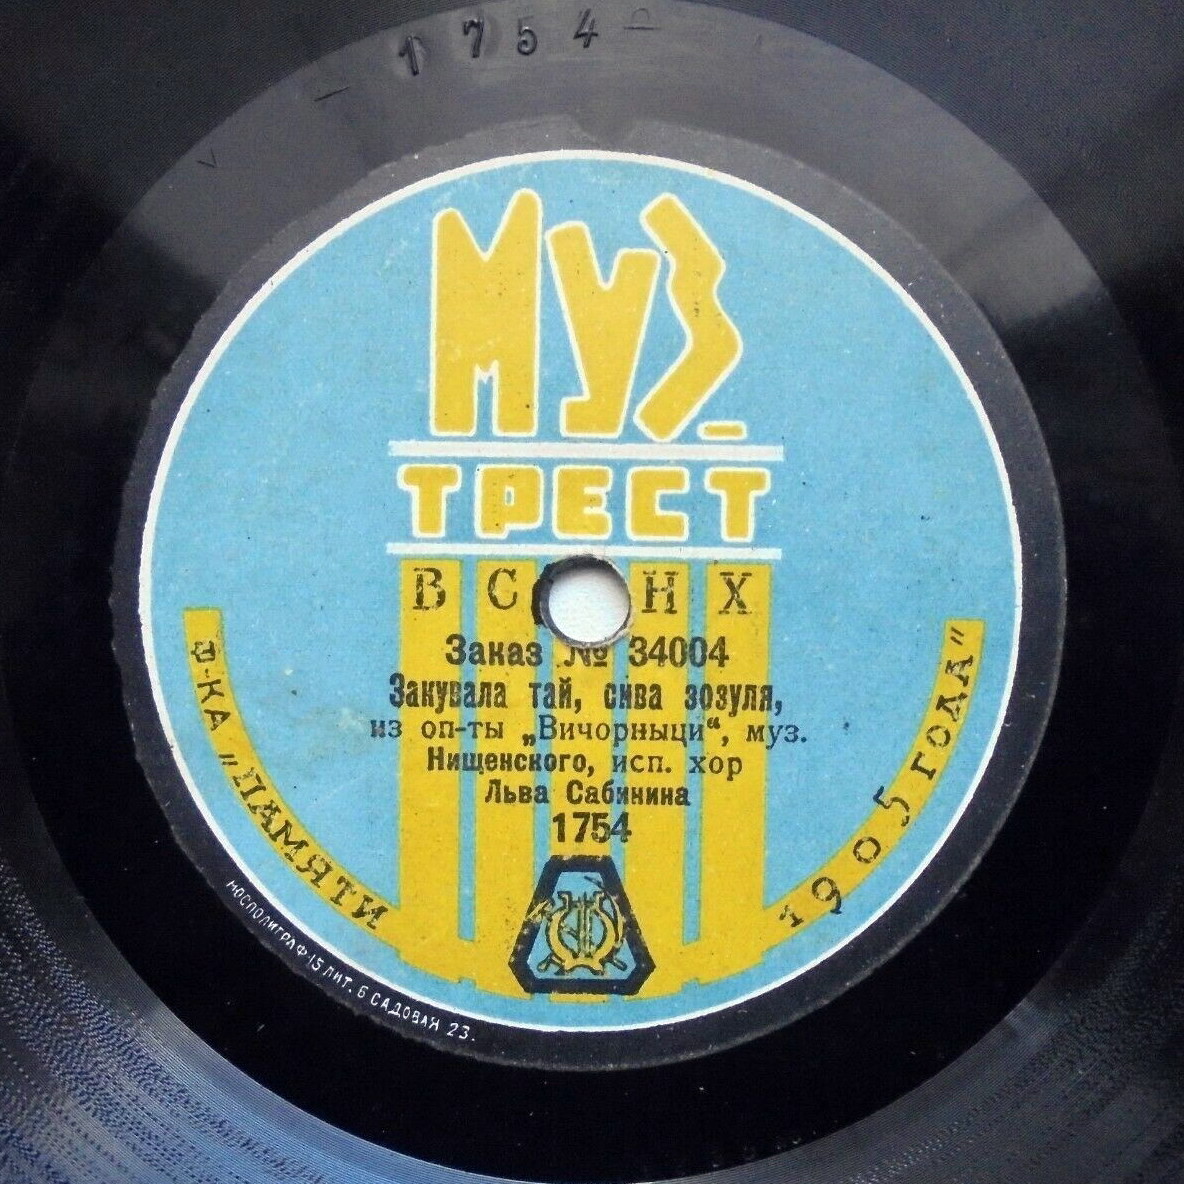 1754
МУЗ
ТРЕСТ
ВСНХ
Заказ № 34004
Закувала тай, сива зозуля,
из оп-ты „Вичорныци“, муз.
Нищенского, исп. хор
Льва Сабинина
1754
Ф-КА „ПАМЯТИ 1905 ГОДА“
МОСПОЛИГРАФ-15 ЛИТ. Б САДОВАЯ 23.